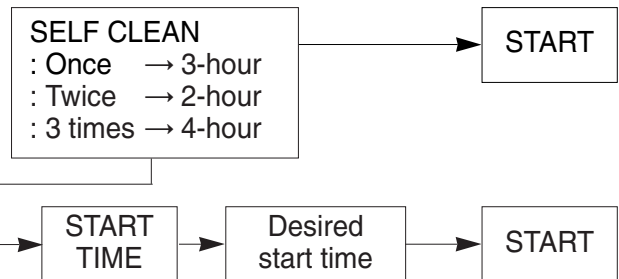 SELF CLEAN
: Once → 3-hour
: Twice → 2-hour
: 3 times → 4-hour
START
START
TIME
Desired
start time
START